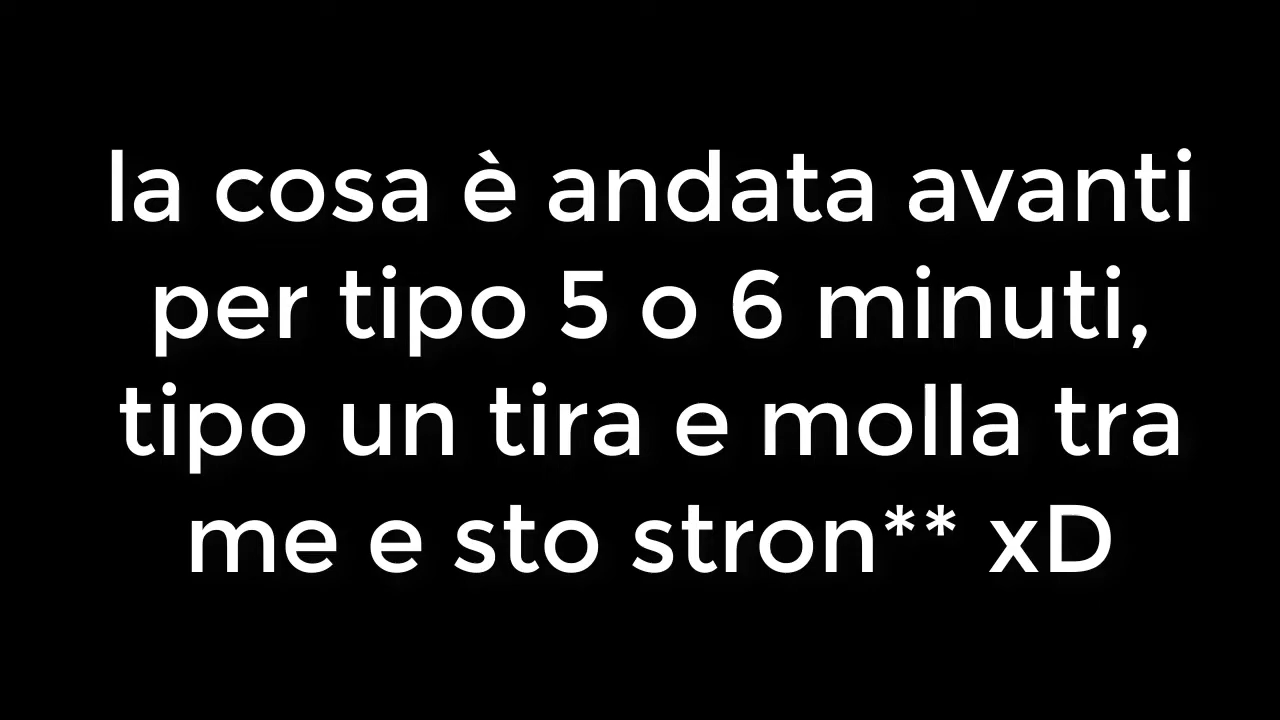 la cosa è andata avanti
per tipo 5 o 6 minuti,
tipo un tira e molla tra
me e sto stron** xD